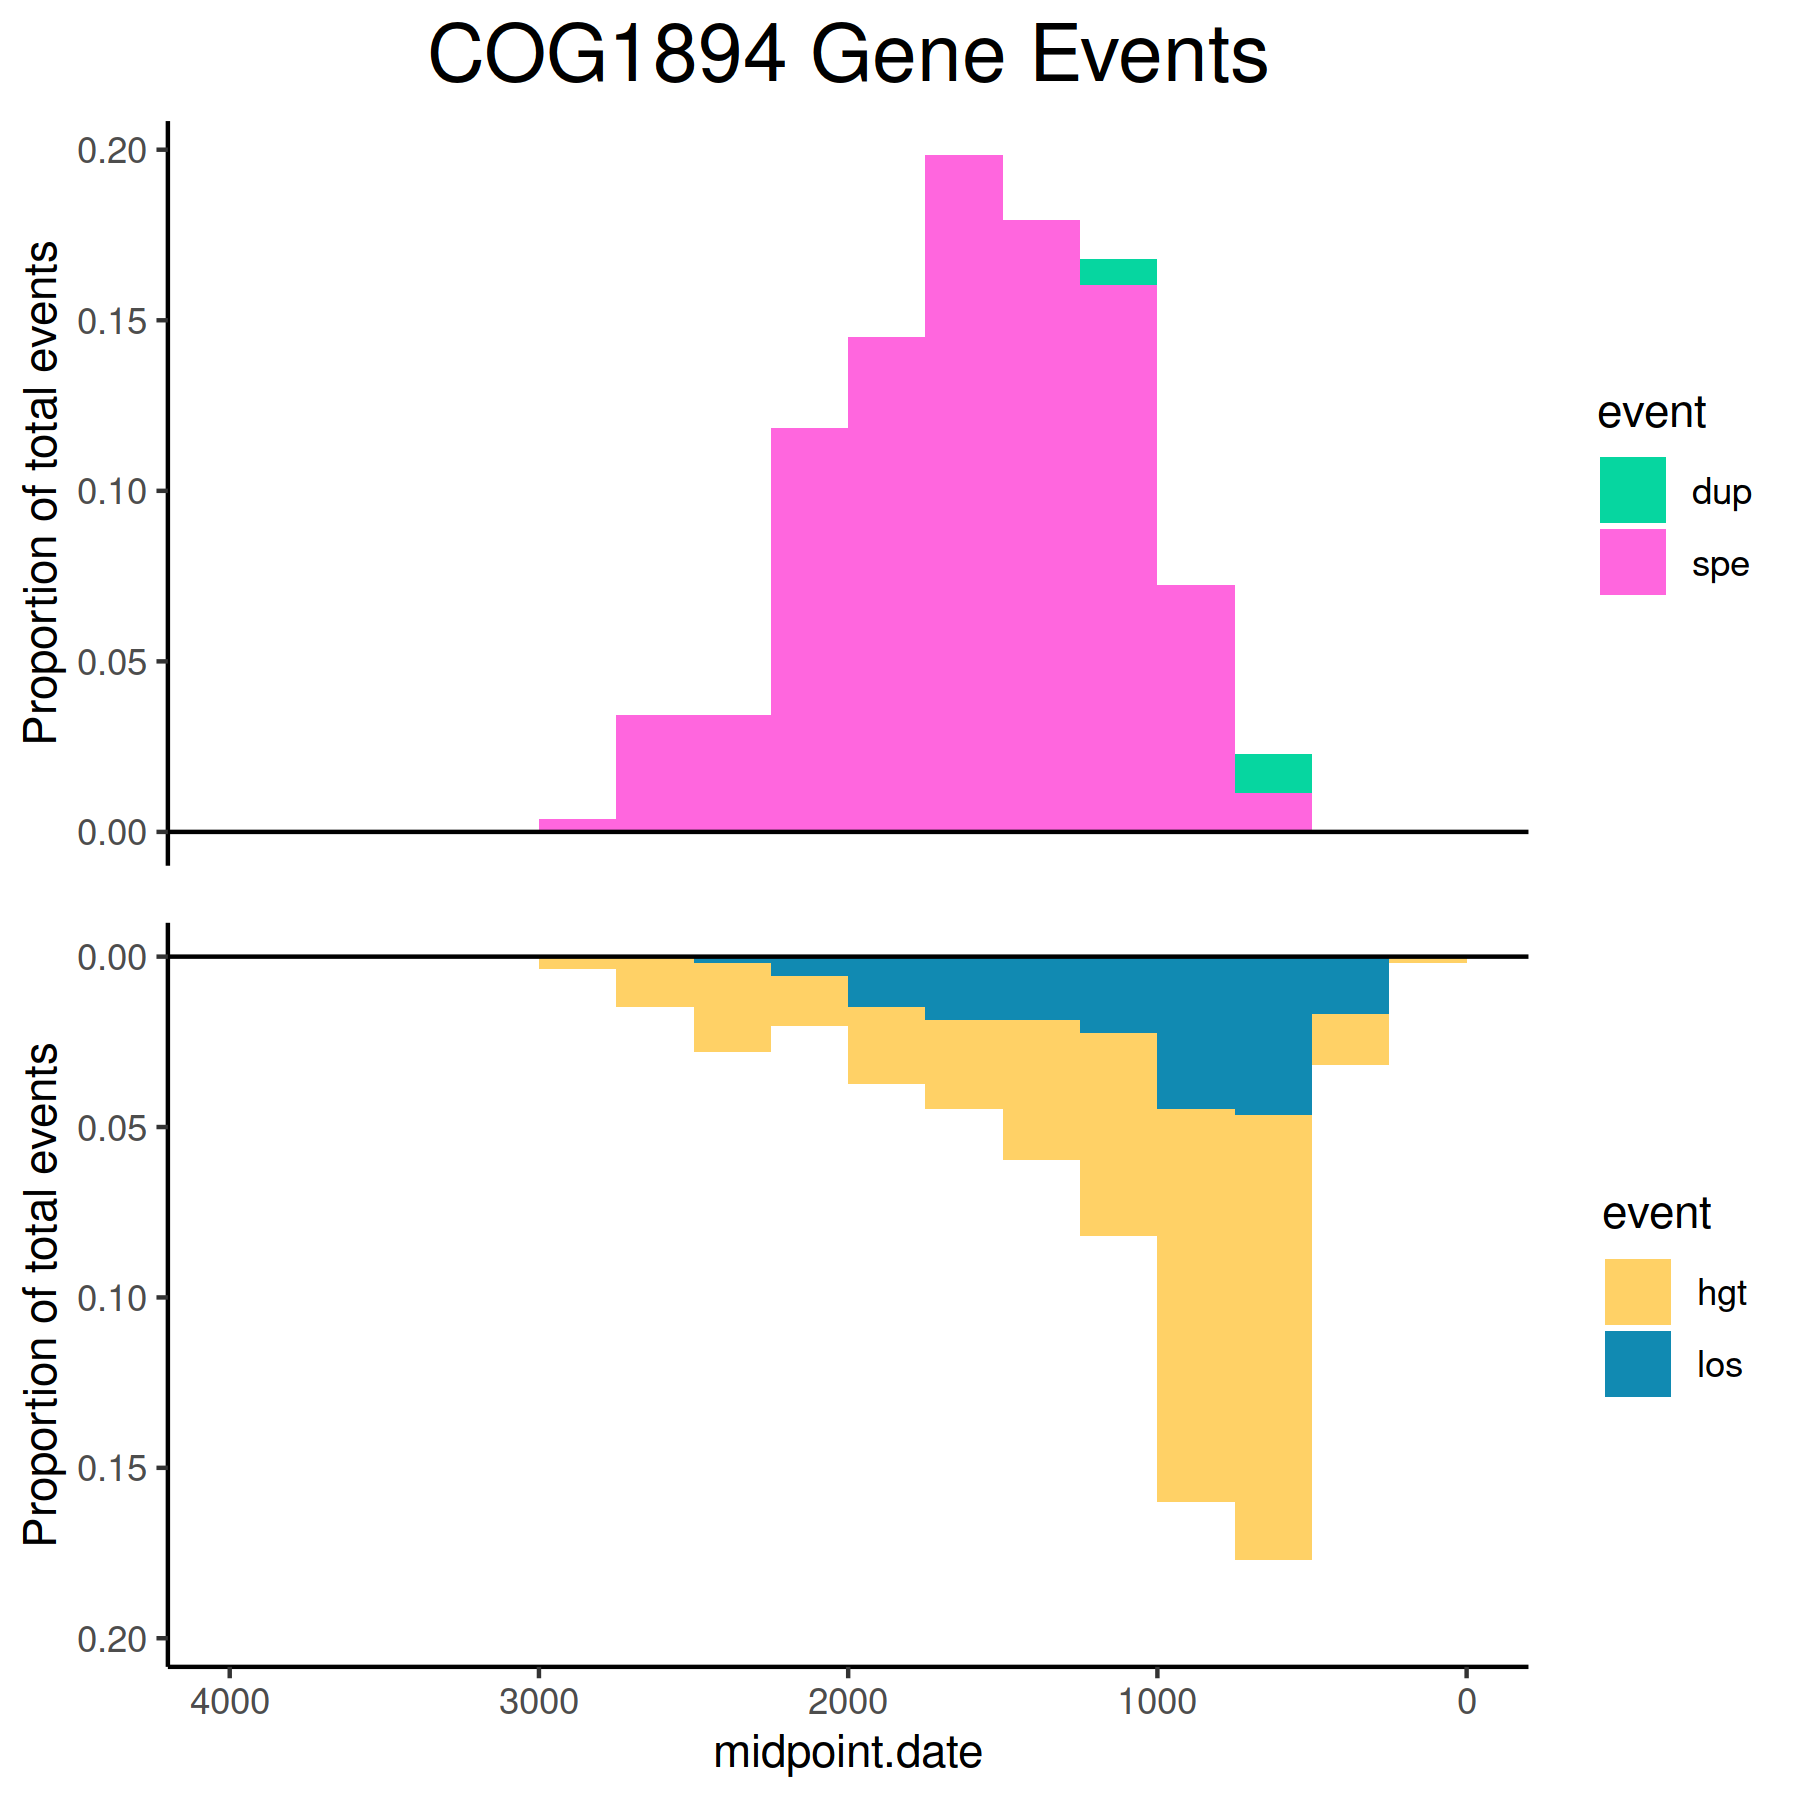 COG1894 Gene Events
Proportion of total events
0.20
0.15
0.10
0.05
0.00
event
dup
spe
Proportion of total events
0.00
0.05
0.10
0.15
0.20
event
hgt
los
4000 3000 2000 1000 0
midpoint.date